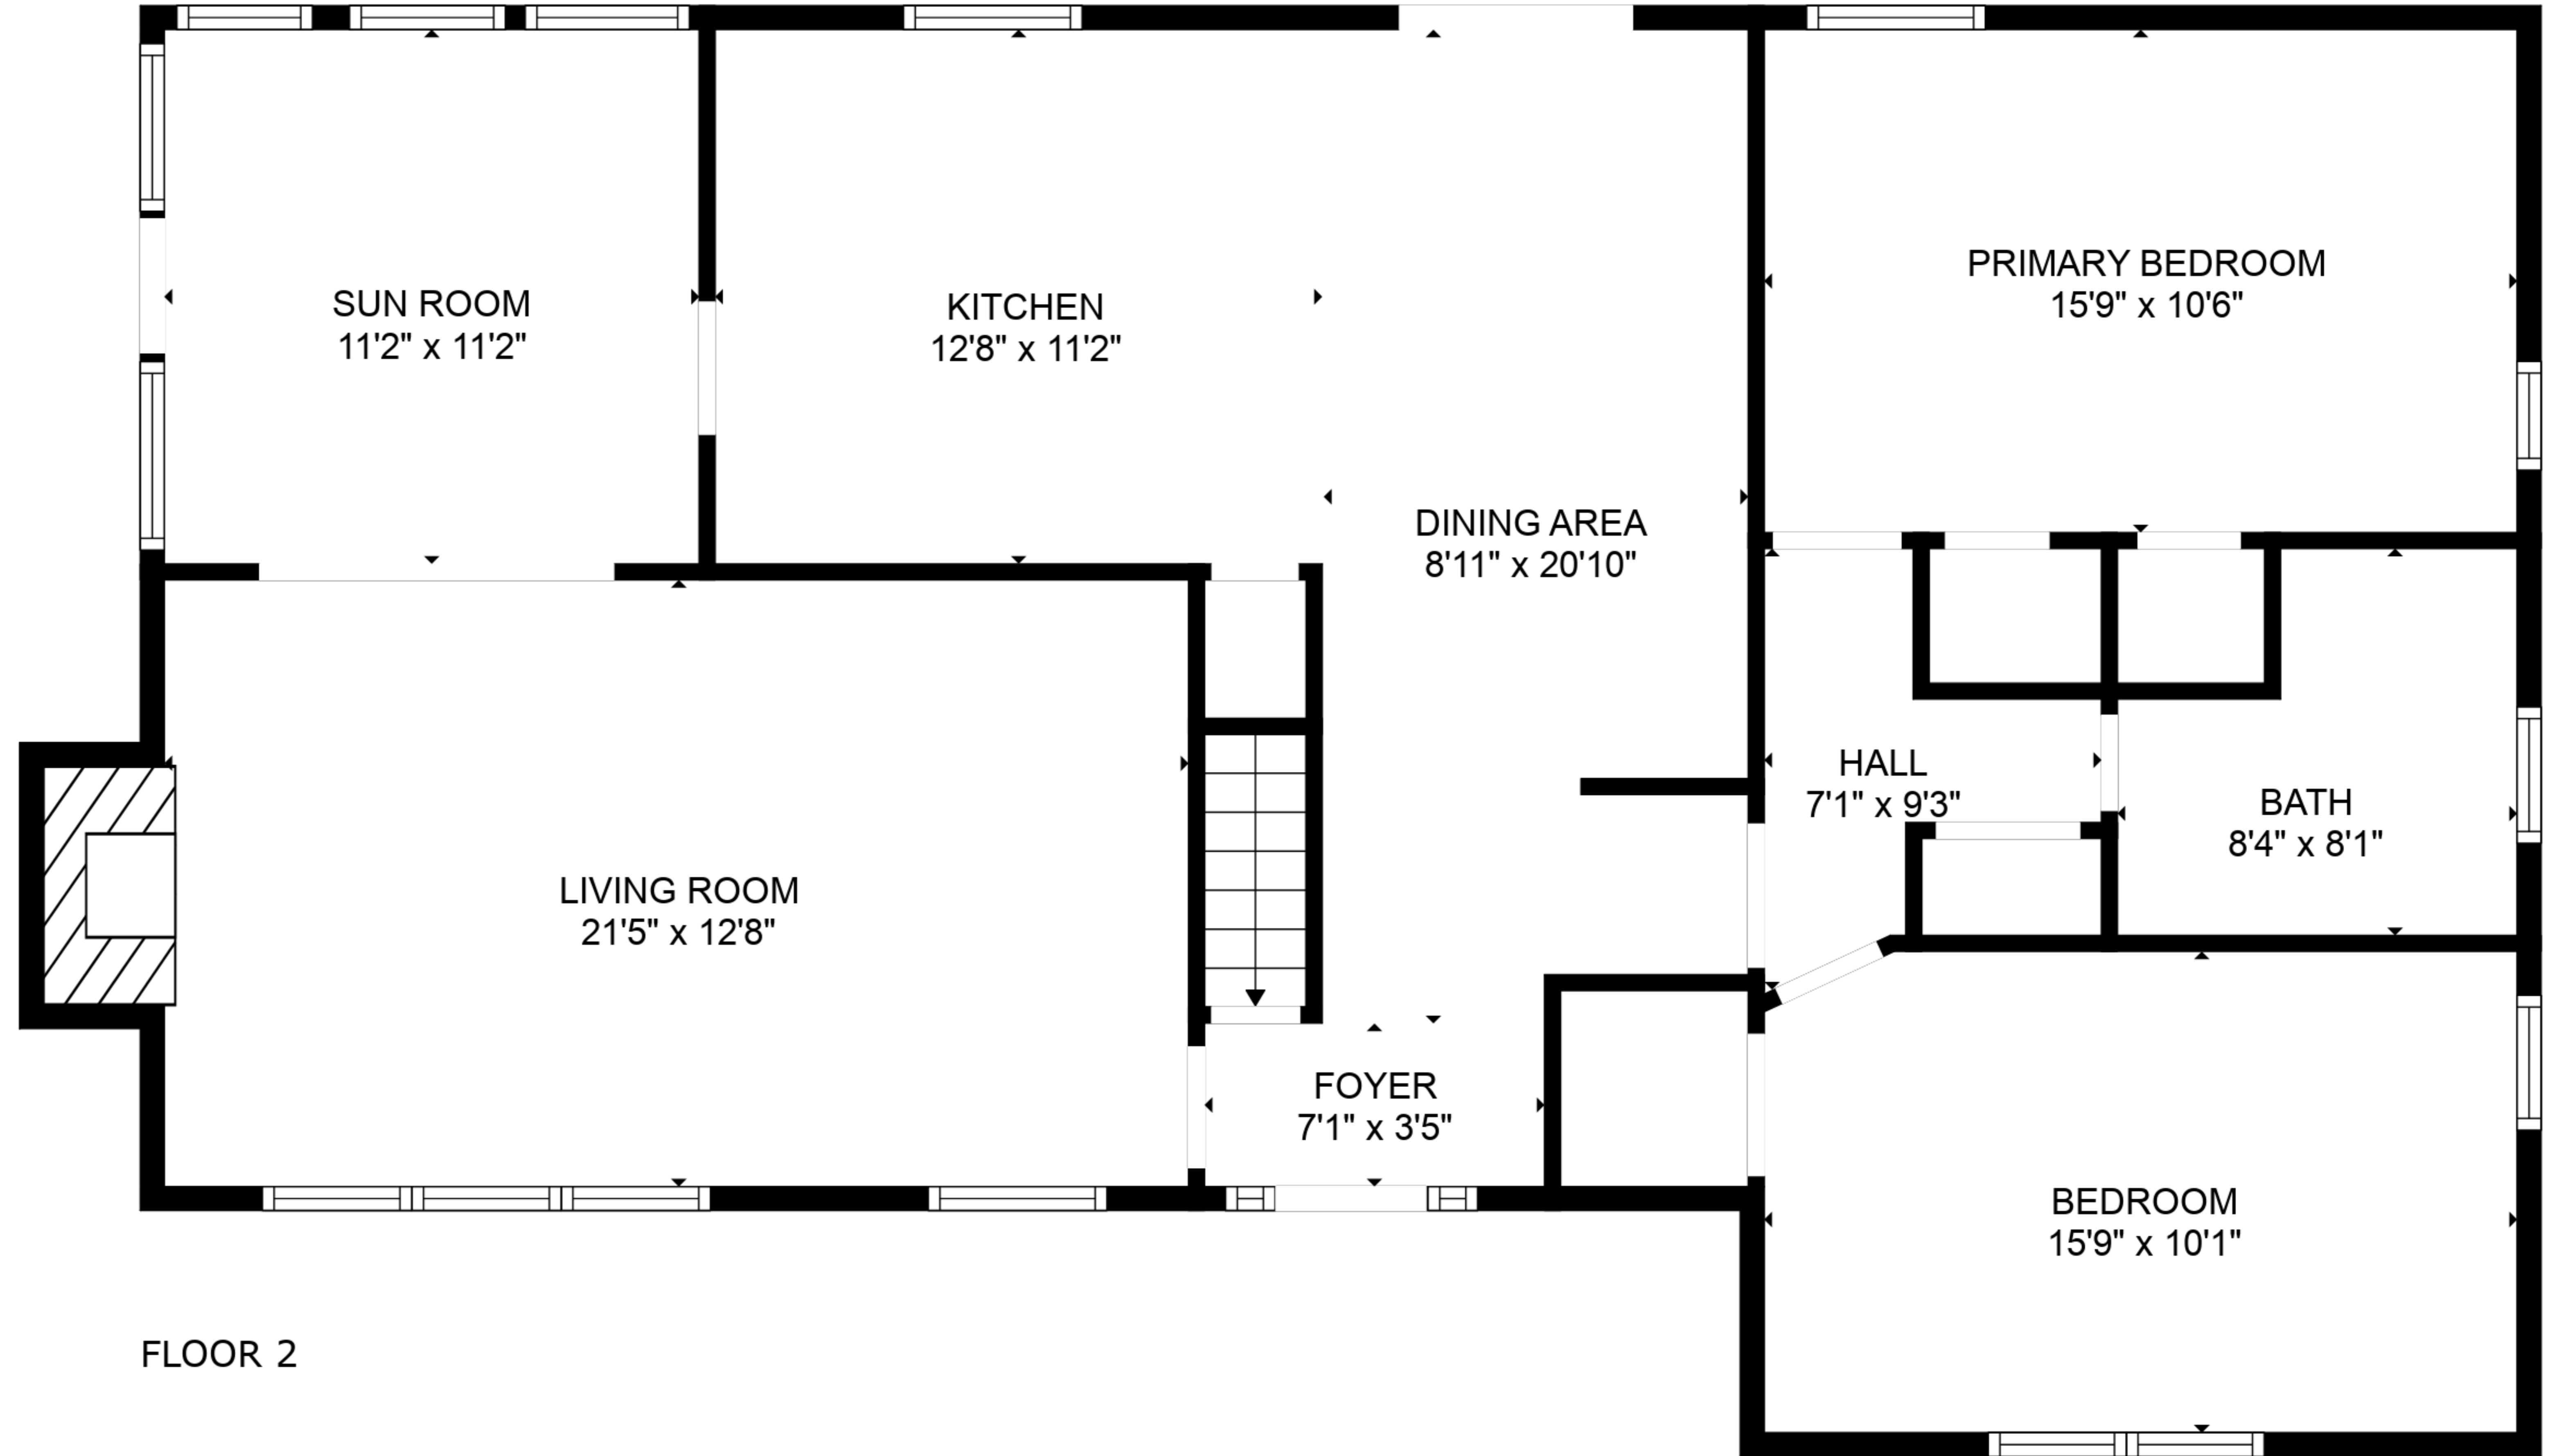 SUN ROOM
11'2" x 11'2"
KITCHEN
12'8" x 11'2"
PRIMARY BEDROOM
15'9" x 10'6"
DINING AREA
8'11" x 20'10"
HALL
7'1" x 9'3"
BATH
8'4" x 8'1"
LIVING ROOM
21'5" x 12'8"
FOYER
7'1" x 3'5"
BEDROOM
15'9" x 10'1"
FLOOR 2